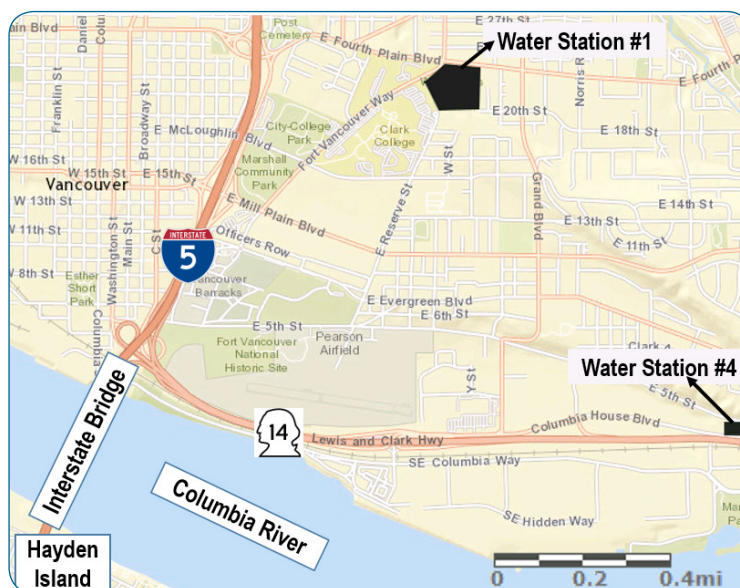 Post
Cemetery
E 27th St
Water Station #1
Plain Blvd
Daniel
Columbia St
E Fourth Plain Blvd
E Fourth
Norris R
Franklin St
Broadway St
Fort Vancouver Way
E 20th St
E McLoughlin Blvd
City-College
Park
Clark
College
E 18th St
W 16th St
Marshall
Community
Park
W St
W 15th St
E 15th St
Vancouver
Grand Blvd
W 13th St
E Mill Plain Blvd
E Reserve St
E 14th St
E 13th St
W 11th St
Washington St
Main St
C St
Officers Row
E 11th St
INTERSTATE
5
W 8th St
Esther
Short
Park
Vancouver
Barracks
E Evergreen Blvd
E 6th St
E 5th St
Fort Vancouver
National
Historic Site
Pearson
Airfield
Water Station #4
E 5th St
Y St
Columbia House Blvd
Interstate Bridge
14
Lewis and Clark Hwy
SE Columbia Way
Columbia River
SE Hidden Way
Hayden
Island
0 0.2 0.4mi